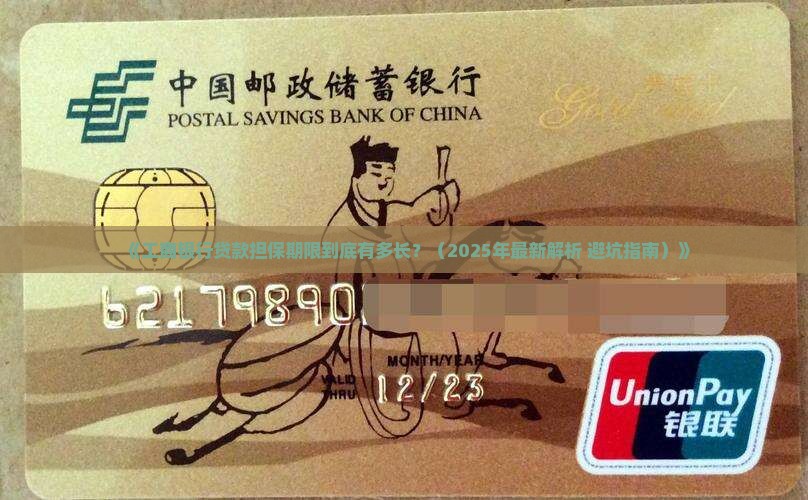 中国邮政储蓄银行
POSTAL SAVINGS BANK OF CHINA
《工商银行贷款担保期限到底有多长?(2025年最新解析 避坑指南)》
62179890
MONTH/YEAR
VALID THRU
12/23
UnionPay
银联